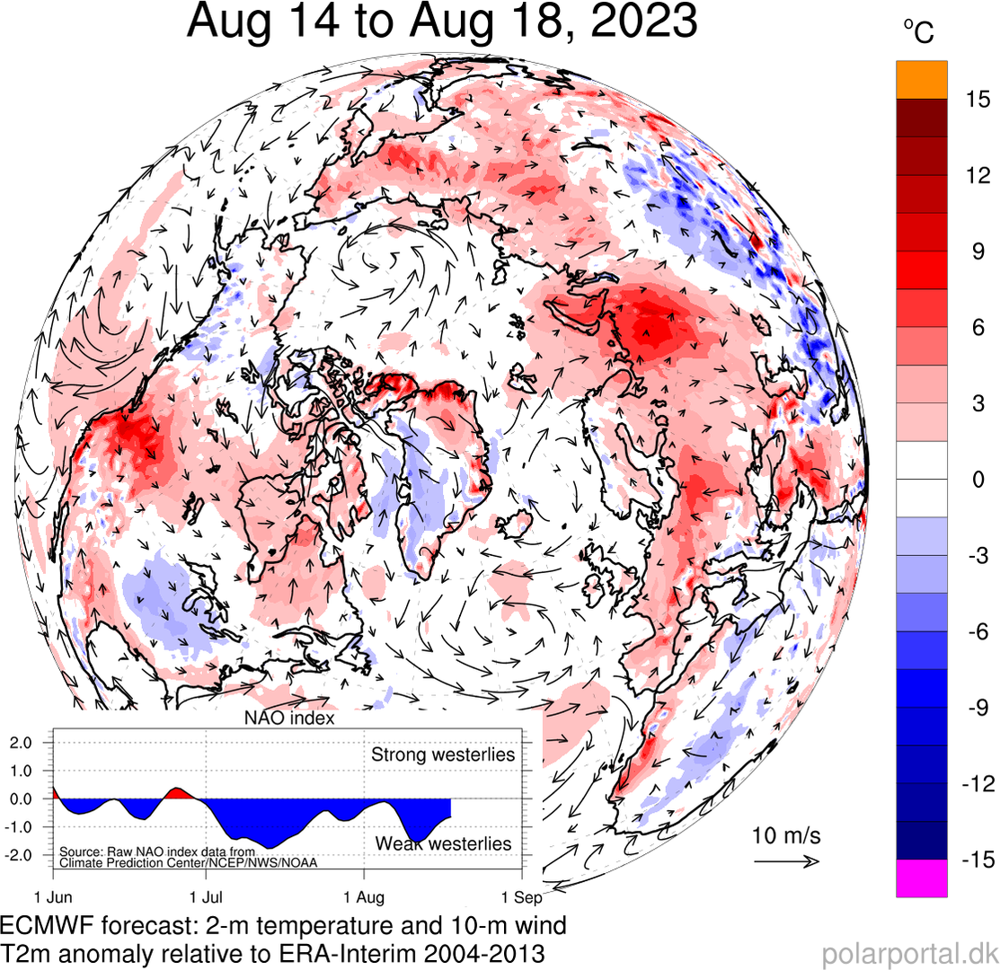 Aug 14 to Aug 18, 2023
°C
15
12
9
6
3
0
-3
-6
-9
-12
-15
10 m/s
NAO index
2.0
1.0
0.0
-1.0
-2.0
Strong westerlies
Weak westerlies
Source: Raw NAO index data from
Climate Prediction Center/NCEP/NWS/NOAA
1 Jun
1 Jul
1 Aug
1 Sep
ECMWF forecast: 2-m temperature and 10-m wind
T2m anomaly relative to ERA-Interim 2004-2013
polarportal.dk